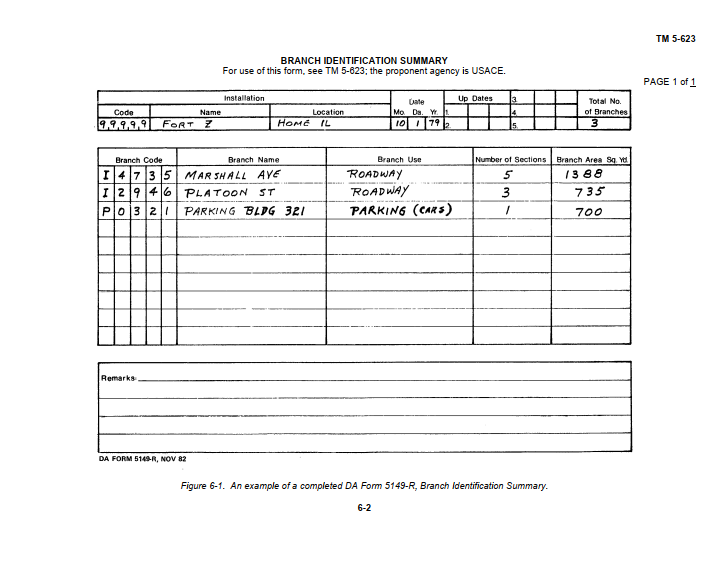 TM 5-623
BRANCH IDENTIFICATION SUMMARY
For use of this form, see TM 5-623; the proponent agency is USACE.
PAGE 1 of 1
Installation Date Up Dates 3. Total No.
Code Name Location Mo. Da. Yr. 1. 4. of Branches
9,9,9,9,9 FORT Z HOME IL 10 1 79 2. 5. 3
Branch Code Branch Name Branch Use Number of Sections Branch Area Sq. Yd.
I 4 7 3 5 MARSHALL AVE ROADWAY 5 1388
I 2 9 4 6 PLATOON ST ROADWAY 3 735
P 0 3 2 1 PARKING BLDG 321 PARKING (CARS) 1 700
Remarks:
DA FORM 5149-R, NOV 82
Figure 6-1. An example of a completed DA Form 5149-R, Branch Identification Summary.
6-2